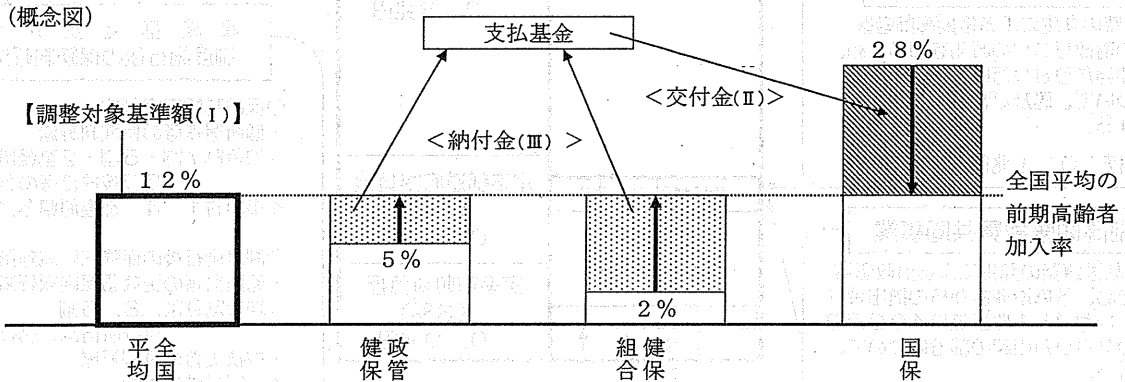 (概念図)
支払基金
28%
【調整対象基準額(Ⅰ)】
<交付金(Ⅱ)>
<納付金(Ⅲ)>
12%
全国平均の
前期高齢者
加入率
5%
2%
全国
平均
政管
健保
健保
組合
国保